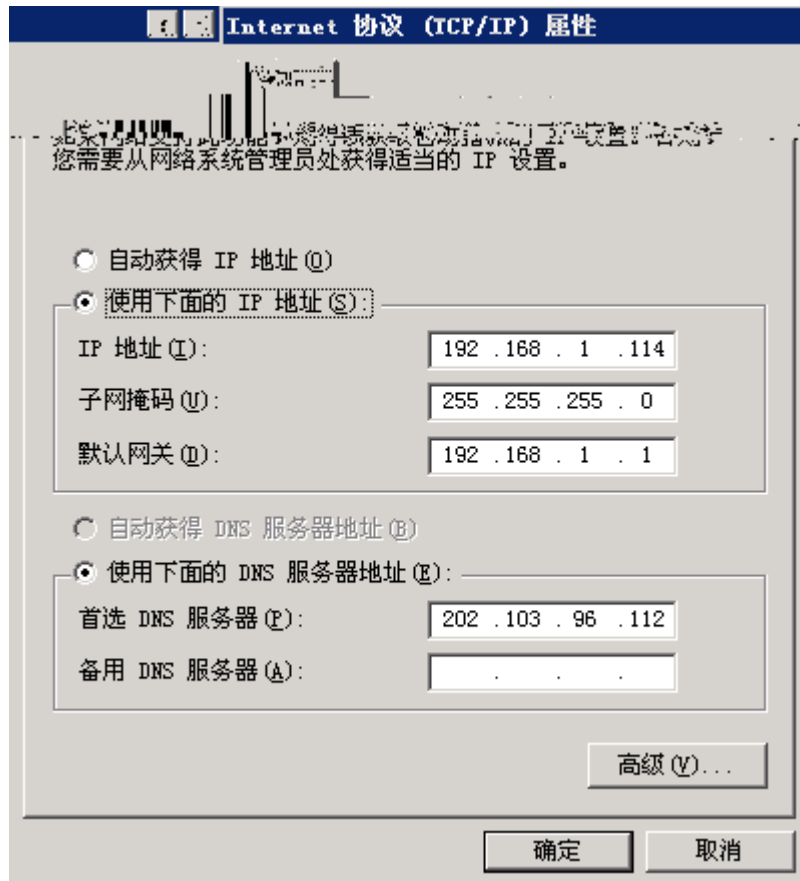 Internet 协议 (TCP/IP) 属性
您需要从网络系统管理员处获得适当的 IP 设置。
自动获得 IP 地址(O)
使用下面的 IP 地址(S):
IP 地址(I): 192 .168 . 1 .114
子网掩码(U): 255 .255 .255 . 0
默认网关(D): 192 .168 . 1 . 1
自动获得 DNS 服务器地址(B)
使用下面的 DNS 服务器地址(E):
首选 DNS 服务器(P): 202 .103 . 96 .112
备用 DNS 服务器(A): . . .
高级(V)...
确定 取消